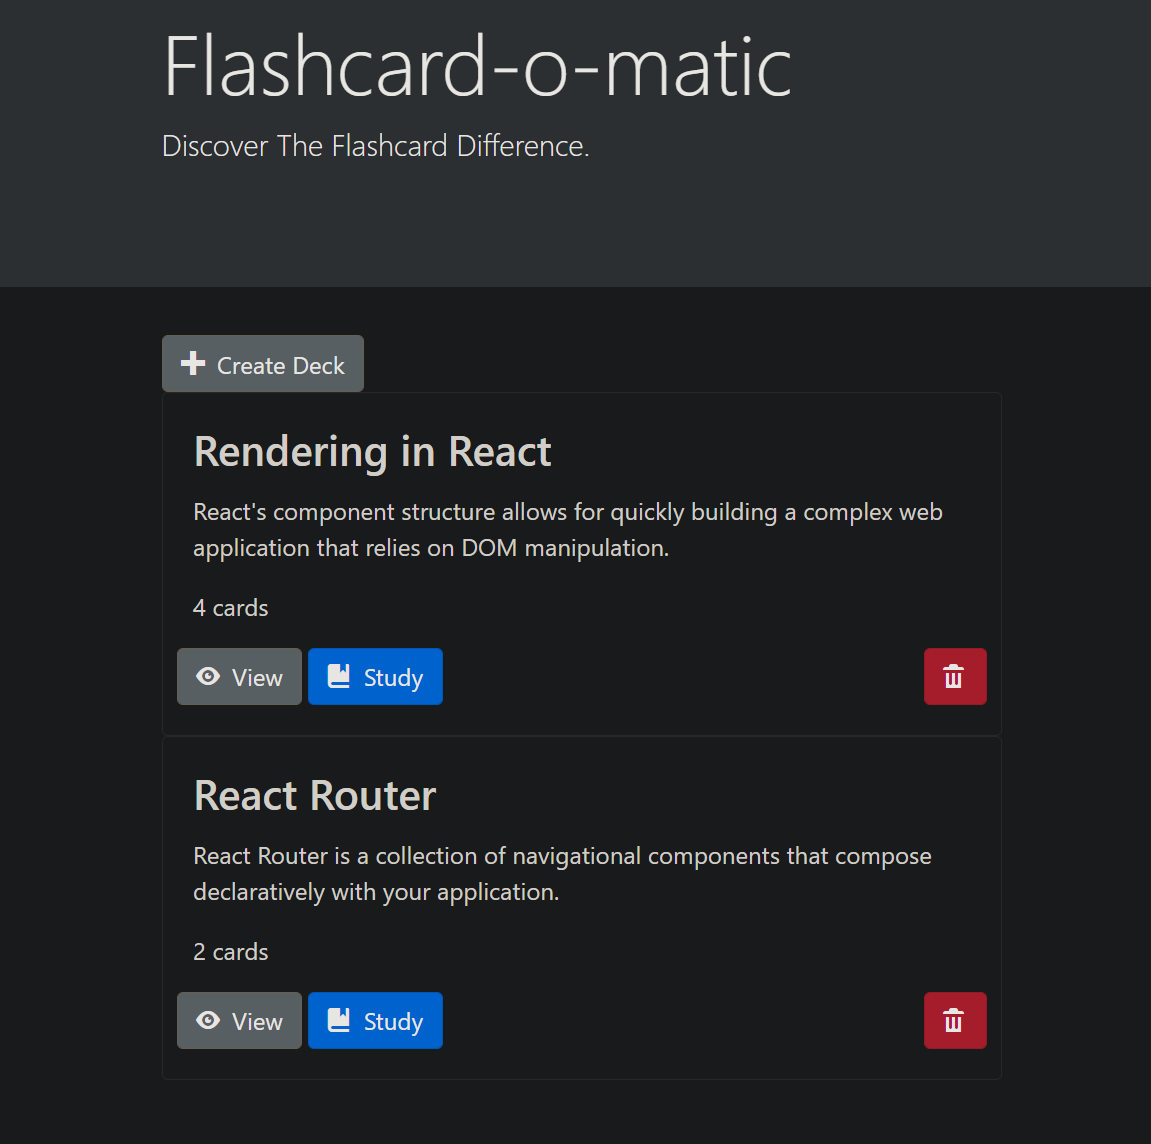 Flashcard-o-matic
Discover The Flashcard Difference.
Create Deck
Rendering in React
React's component structure allows for quickly building a complex web
application that relies on DOM manipulation.
4 cards
View
Study
React Router
React Router is a collection of navigational components that compose
declaratively with your application.
2 cards
View
Study